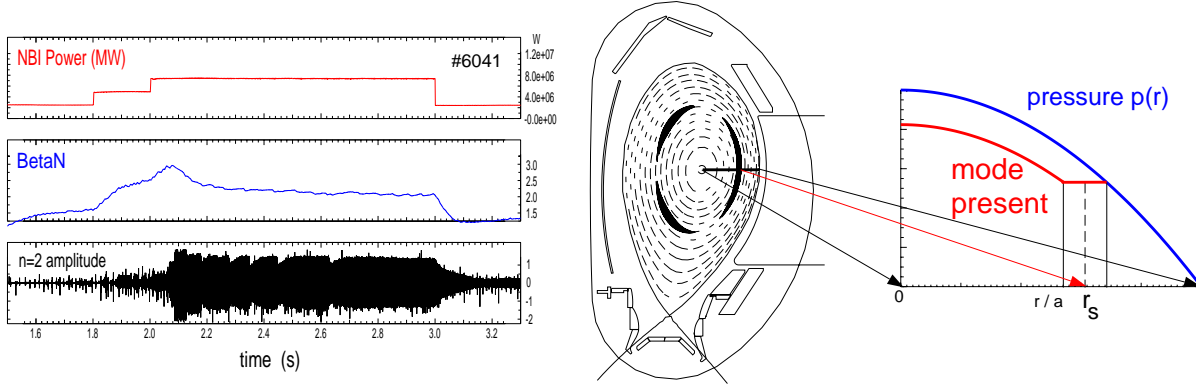 NBI Power (MW)
#6041
W
1.2e+07
8.0e+06
4.0e+06
-0.0e+00
BetaN
3.0
2.5
2.0
1.5
n=2 amplitude
1
0
-1
-2
1.6 1.8 2.0 2.2 2.4 2.6 2.8 3.0 3.2
time (s)
pressure p(r)
mode
present
0
r / a
rs